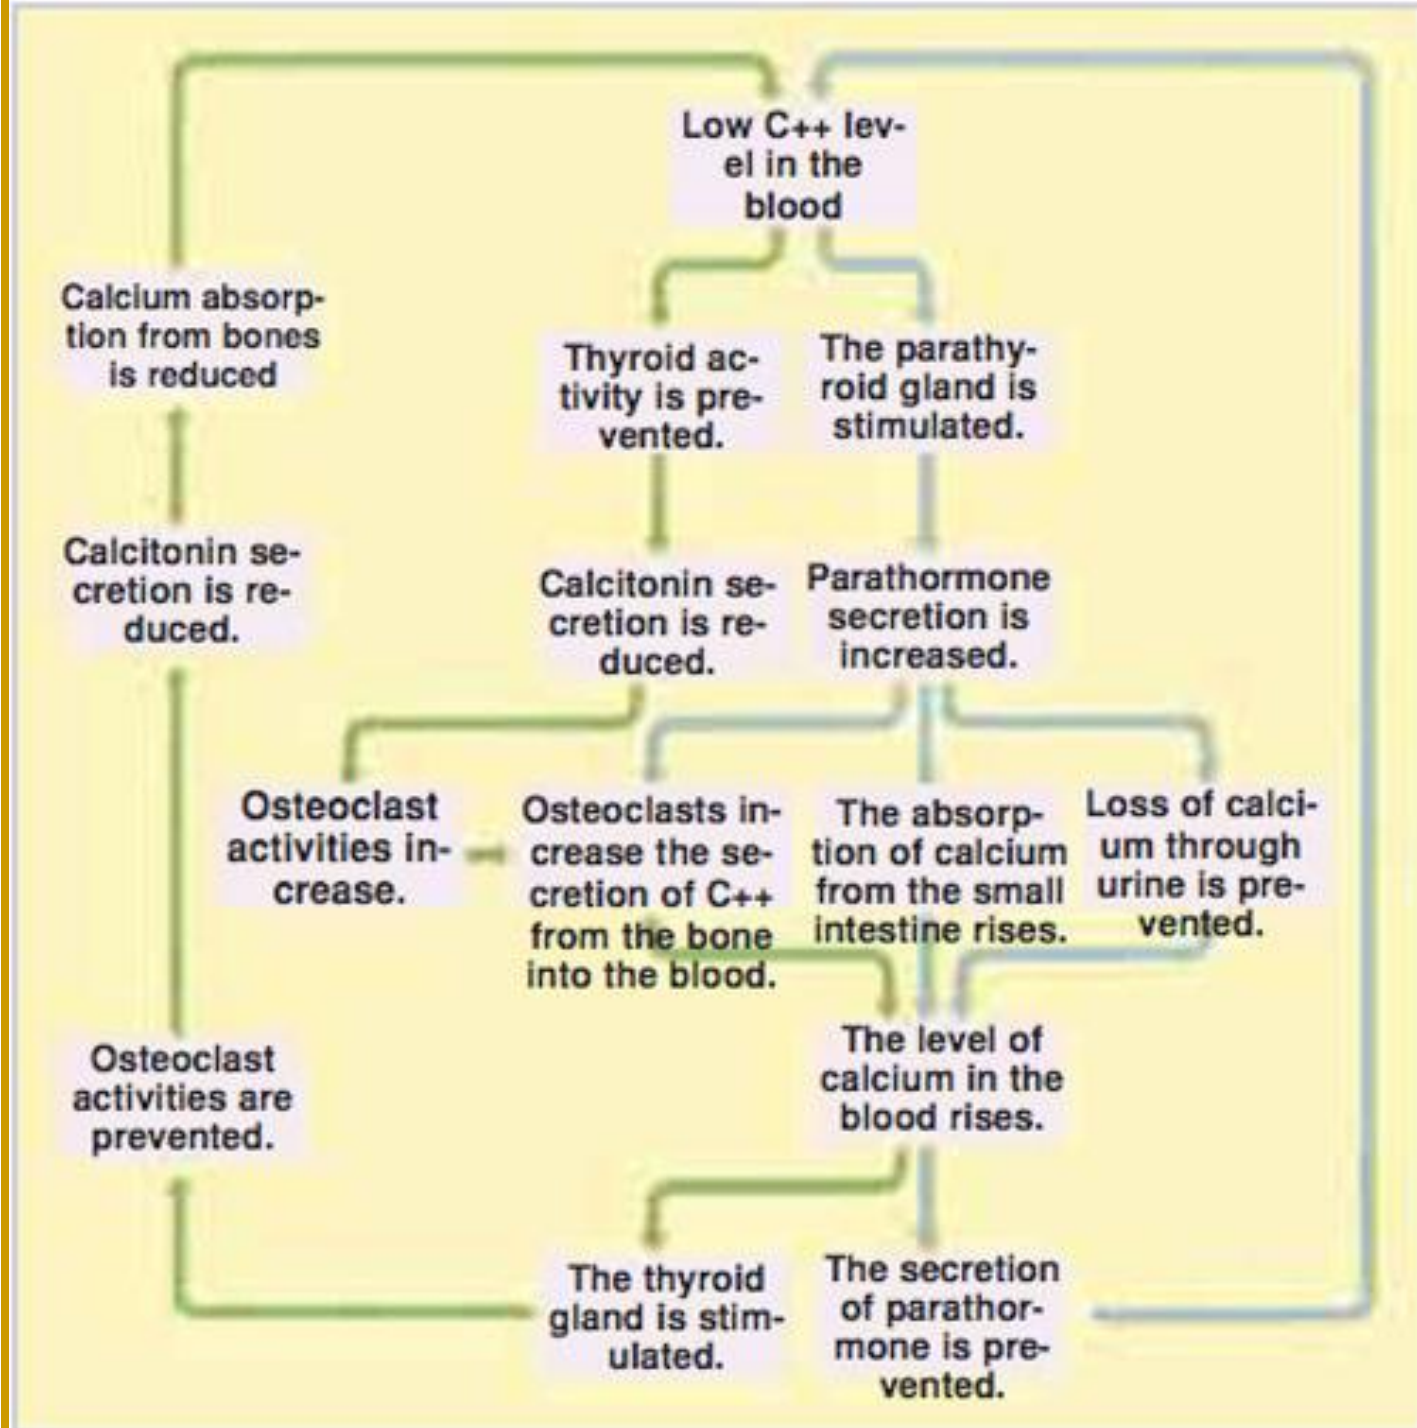 Low C++ lev-
el in the
blood
Calcium absorp-
tion from bones
is reduced
Thyroid ac-
tivity is pre-
vented.
The parathy-
roid gland is
stimulated.
Calcitonin se-
cretion is re-
duced.
Calcitonin se-
cretion is re-
duced.
Parathormone
secretion is
increased.
Osteoclast
activities in-
crease.
Osteoclasts in-
crease the se-
cretion of C++
from the bone
into the blood.
The absorp-
tion of calcium
from the small
intestine rises.
Loss of calci-
um through
urine is pre-
vented.
Osteoclast
activities are
prevented.
The level of
calcium in the
blood rises.
The thyroid
gland is stim-
ulated.
The secretion
of parathor-
mone is pre-
vented.